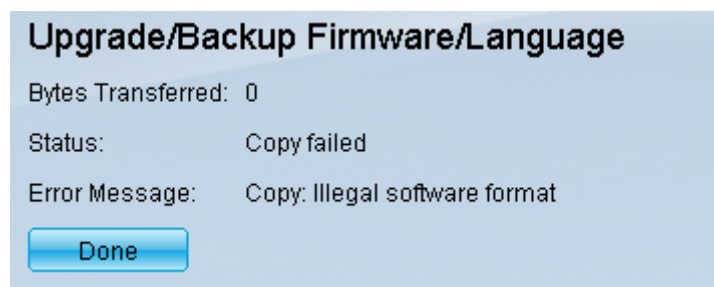 Upgrade/Backup Firmware/Language
Bytes Transferred: 0
Status: Copy failed
Error Message: Copy: Illegal software format
Done